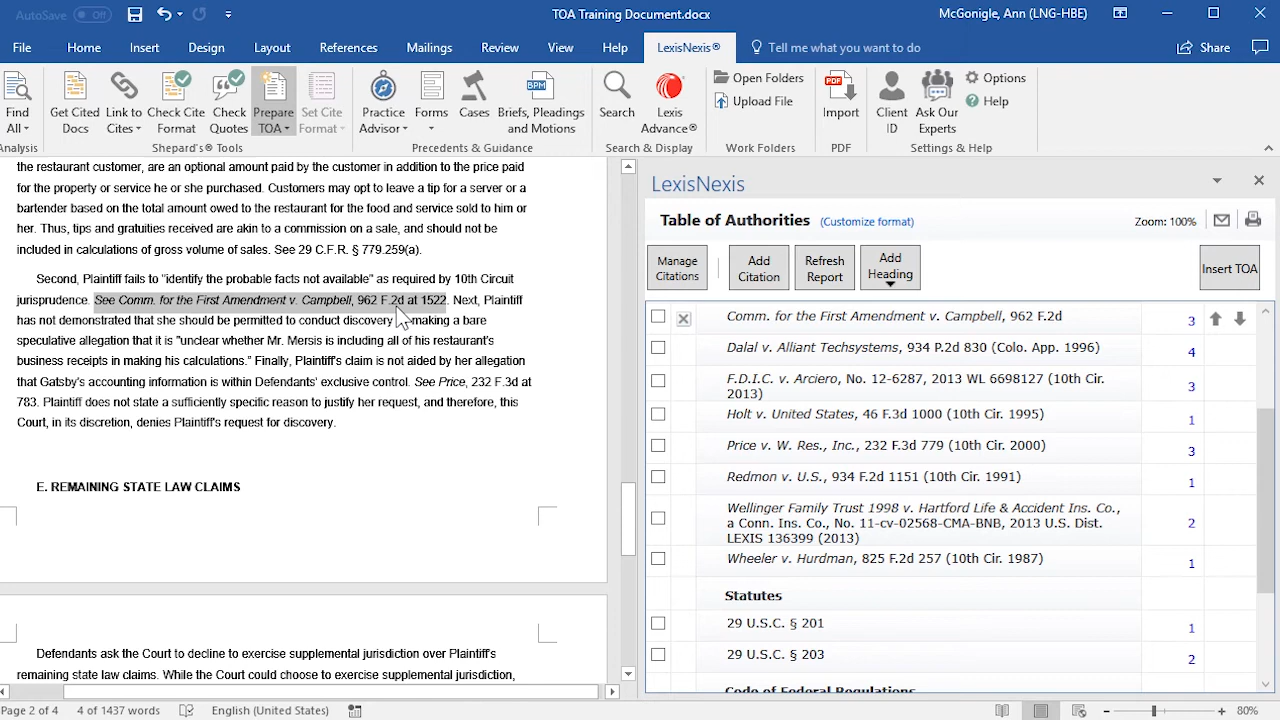 AutoSave Off
TOA Training Document.docx
McGonigle, Ann (LNG-HBE)
File Home Insert Design Layout References Mailings Review View Help LexisNexis® Tell me what you want to do Share
Find All
Get Cited Docs
Link to Cites
Check Cite Format
Check Quotes
Prepare TOA
Set Cite Format
Practice Advisor
Forms
Cases
BPM
Briefs, Pleadings and Motions
Search
Lexis Advance®
Open Folders
Upload File
PDF
Import
Client ID
Ask Our Experts
Options
Help
Analysis
Shepard's® Tools
Precedents & Guidance
Search & Display
Work Folders
PDF
Settings & Help
the restaurant customer, are an optional amount paid by the customer in addition to the price paid
for the property or service he or she purchased. Customers may opt to leave a tip for a server or a
bartender based on the total amount owed to the restaurant for the food and service sold to him or
her. Thus, tips and gratuities received are akin to a commission on a sale, and should not be
included in calculations of gross volume of sales. See 29 C.F.R. § 779.259(a).
Second, Plaintiff fails to "identify the probable facts not available" as required by 10th Circuit
jurisprudence. See Comm. for the First Amendment v. Campbell, 962 F.2d at 1522. Next, Plaintiff
has not demonstrated that she should be permitted to conduct discovery making a bare
speculative allegation that it is "unclear whether Mr. Mersis is including all of his restaurant's
business receipts in making his calculations." Finally, Plaintiff's claim is not aided by her allegation
that Gatsby's accounting information is within Defendants' exclusive control. See Price, 232 F.3d at
783. Plaintiff does not state a sufficiently specific reason to justify her request, and therefore, this
Court, in its discretion, denies Plaintiff's request for discovery.
E. REMAINING STATE LAW CLAIMS
Defendants ask the Court to decline to exercise supplemental jurisdiction over Plaintiff's
remaining state law claims. While the Court could choose to exercise supplemental jurisdiction,
LexisNexis
Table of Authorities (Customize format)
Zoom: 100%
Manage Citations
Add Citation
Refresh Report
Add Heading
Insert TOA
Comm. for the First Amendment v. Campbell, 962 F.2d 3
Dalal v. Alliant Techsystems, 934 P.2d 830 (Colo. App. 1996) 4
F.D.I.C. v. Arciero, No. 12-6287, 2013 WL 6698127 (10th Cir.
2013) 3
Holt v. United States, 46 F.3d 1000 (10th Cir. 1995) 1
Price v. W. Res., Inc., 232 F.3d 779 (10th Cir. 2000) 3
Redmon v. U.S., 934 F.2d 1151 (10th Cir. 1991) 1
Wellinger Family Trust 1998 v. Hartford Life & Accident Ins. Co.,
a Conn. Ins. Co., No. 11-cv-02568-CMA-BNB, 2013 U.S. Dist. 2
LEXIS 136399 (2013)
Wheeler v. Hurdman, 825 F.2d 257 (10th Cir. 1987) 1
Statutes
29 U.S.C. § 201 1
29 U.S.C. § 203 2
Code of Federal Regulations
Page 2 of 4 4 of 1437 words English (United States) 80%